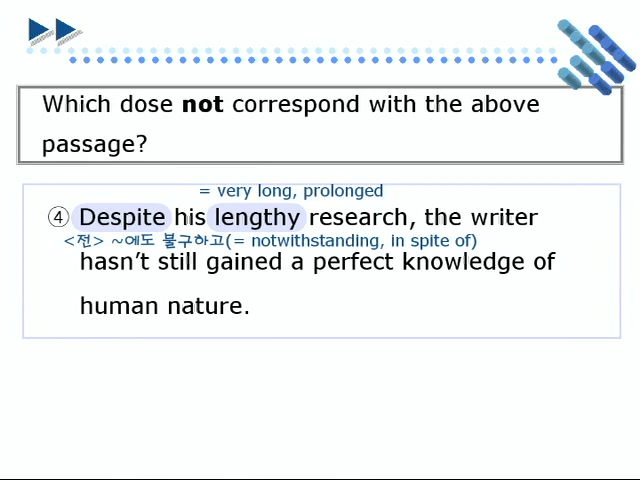 Which dose not correspond with the above
passage?
= very long, prolonged
④ Despite his lengthy research, the writer
<전> ~에도 불구하고(= notwithstanding, in spite of)
hasn't still gained a perfect knowledge of
human nature.